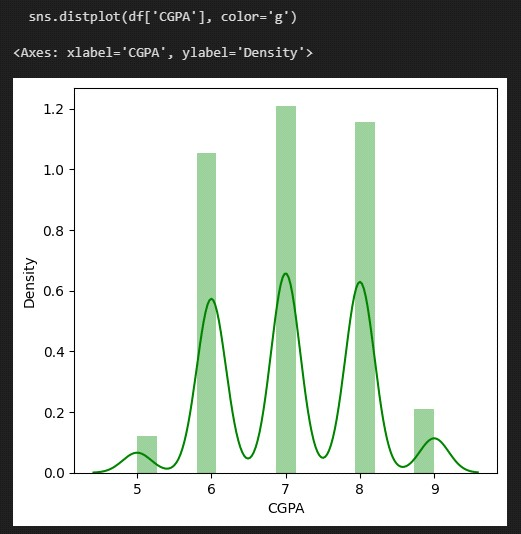 sns.distplot(df['CGPA'], color='g')
<Axes: xlabel='CGPA', ylabel='Density'>
1.2
1.0
0.8
0.6
0.4
0.2
0.0
Density
5 6 7 8 9
CGPA